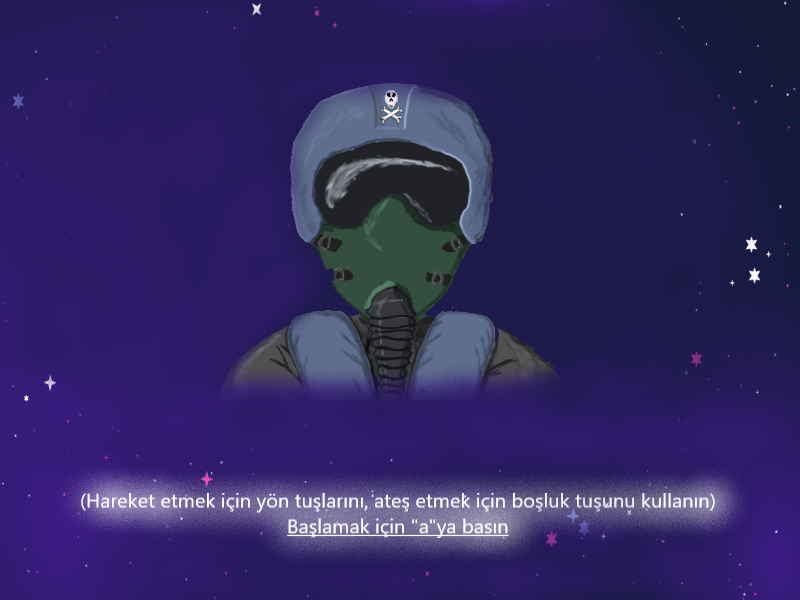 (Hareket etmek için yön tuşlarını, ateş etmek için boşluk tuşunu kullanın)
Başlamak için "a"ya basın